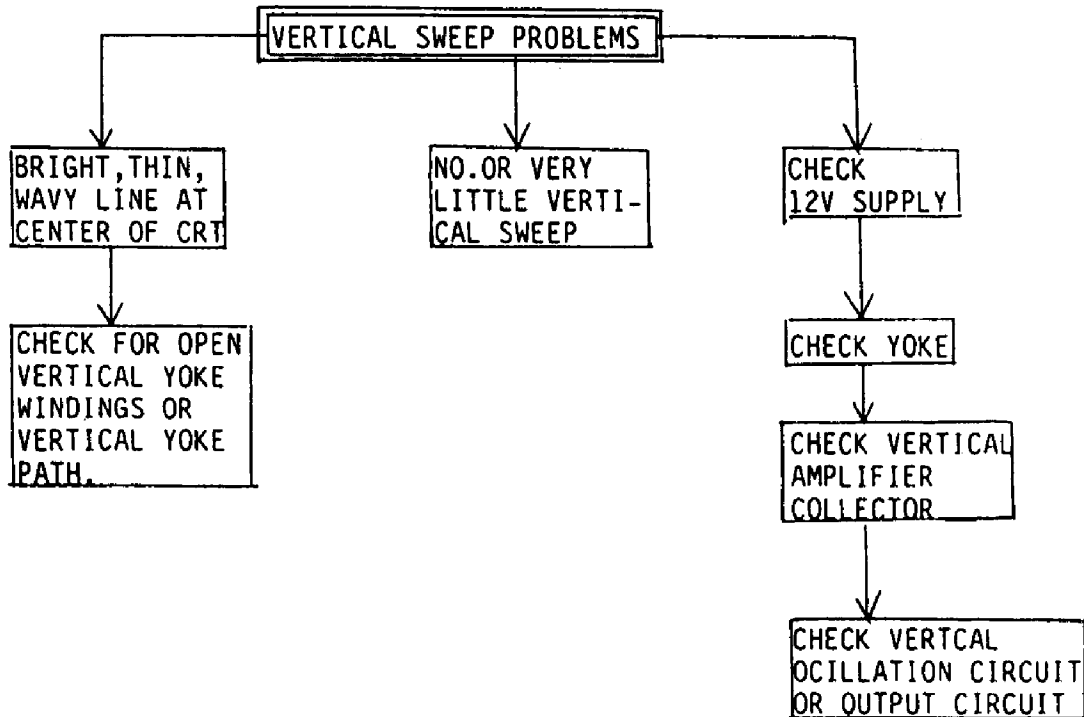 VERTICAL SWEEP PROBLEMS
BRIGHT,THIN,
WAVY LINE AT
CENTER OF CRT
NO.OR VERY
LITTLE VERTI-
CAL SWEEP
CHECK
12V SUPPLY
CHECK FOR OPEN
VERTICAL YOKE
WINDINGS OR
VERTICAL YOKE
PATH.
CHECK YOKE
CHECK VERTICAL
AMPLIFIER
COLLECTOR
CHECK VERTCAL
OCILLATION CIRCUIT
OR OUTPUT CIRCUIT